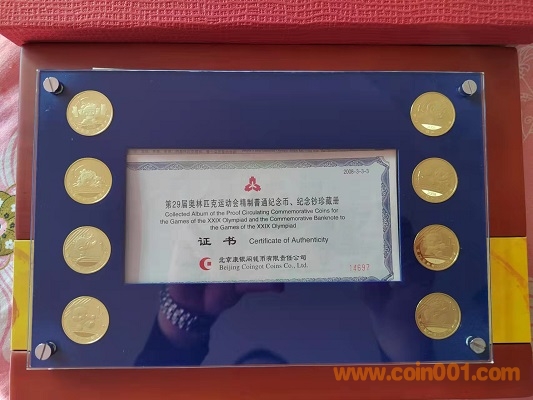 2008-3-3-5
第29届奥林匹克运动会精制普通纪念币、纪念钞珍藏册
Collected Album of the Proof Circulating Commemorative Coins for
the Games of the XXIX Olympiad and the Commemorative Banknote to
the Games of the XXIX Olympiad
证书 Certificate of Authenticity
北京康银阁钱币有限责任公司
Beijing Coingot Coins Co., Ltd.
14697
www.coin001.com